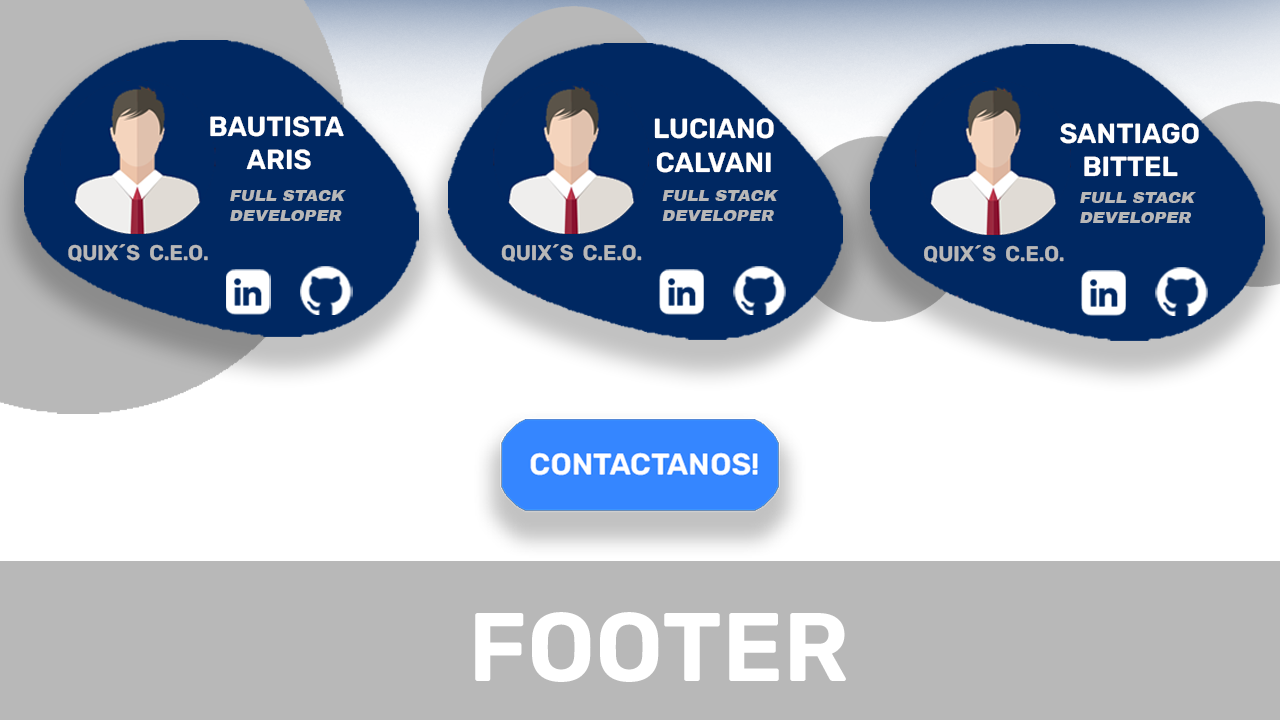 BAUTISTA
ARIS
FULL STACK
DEVELOPER
QUIX´S C.E.O.
in
LUCIANO
CALVANI
FULL STACK
DEVELOPER
QUIX´S C.E.O.
in
SANTIAGO
BITTEL
FULL STACK
DEVELOPER
QUIX´S C.E.O.
in
CONTACTANOS!
FOOTER